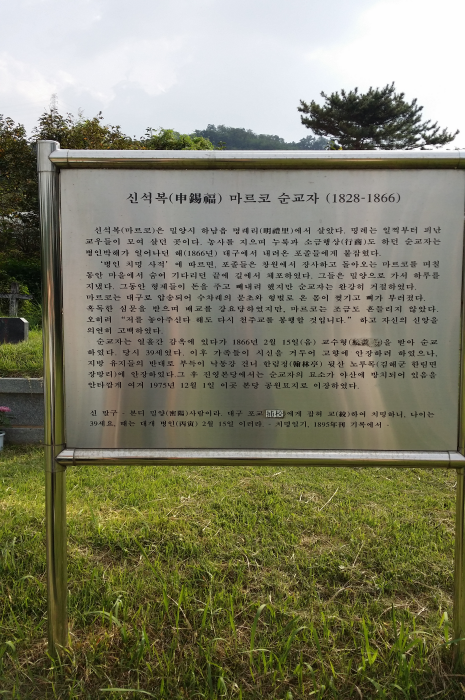 신석복(申錫福) 마르코 순교자 (1828-1866)
신석복(마르코)은 밀양시 하남읍 명례리(明禮里)에서 살았다. 명례는 일찍부터 피난
교우들이 모여 살던 곳이다. 농사를 지으며 누룩과 소금행상(行商)도 하던 순교자는
병인박해가 일어나던 해(1866년) 대구에서 내려온 포졸들에게 붙잡혔다.
'병인 치명 사적' 에 따르면, 포졸들은 창원에서 장사하고 돌아오는 마르코를 며칠
동안 마을에서 숨어 기다리던 끝에 길에서 체포하였다. 그들은 밀양으로 가서 하루를
지냈다. 그동안 형제들이 돈을 주고 빼내려 했지만 순교자는 완강히 거절하였다.
마르코는 대구로 압송되어 수차례의 문초와 형벌로 온 몸이 찢기고 뼈가 부러졌다.
혹독한 심문을 받으며 배교를 강요당하였지만, 마르코는 조금도 흔들리지 않았다.
오히려 "저를 놓아주신다 해도 다시 천주교를 봉행할 것입니다." 하고 자신의 신앙을
의연히 고백하였다.
순교자는 열흘간 감옥에 있다가 1866년 2월 15일(음) 교수형( )을 받아 순교
하였다. 당시 39세였다. 이후 가족들이 시신을 거두어 고향에 안장하려 하였으나,
지방 유지들의 반대로 부득이 낙동강 건너 한림정(翰林亭) 뒷산 노루목(김해군 한림면
장방리)에 안장하였다.그 후 진영본당에서는 순교자의 묘소가 야산에 방치되어 있음을
안타깝게 여겨 1975년 12월 1일 이곳 본당 공원묘지로 이장하였다.
신 망구 - 본디 밀양(密陽)사람이라. 대구 포교 에게 잡혀 교(絞)하여 치명하니, 나이는
39세요, 때는 대개 병인(丙寅) 2월 15일 이러라. - 치명일기, 1895年刊 기록에서 -